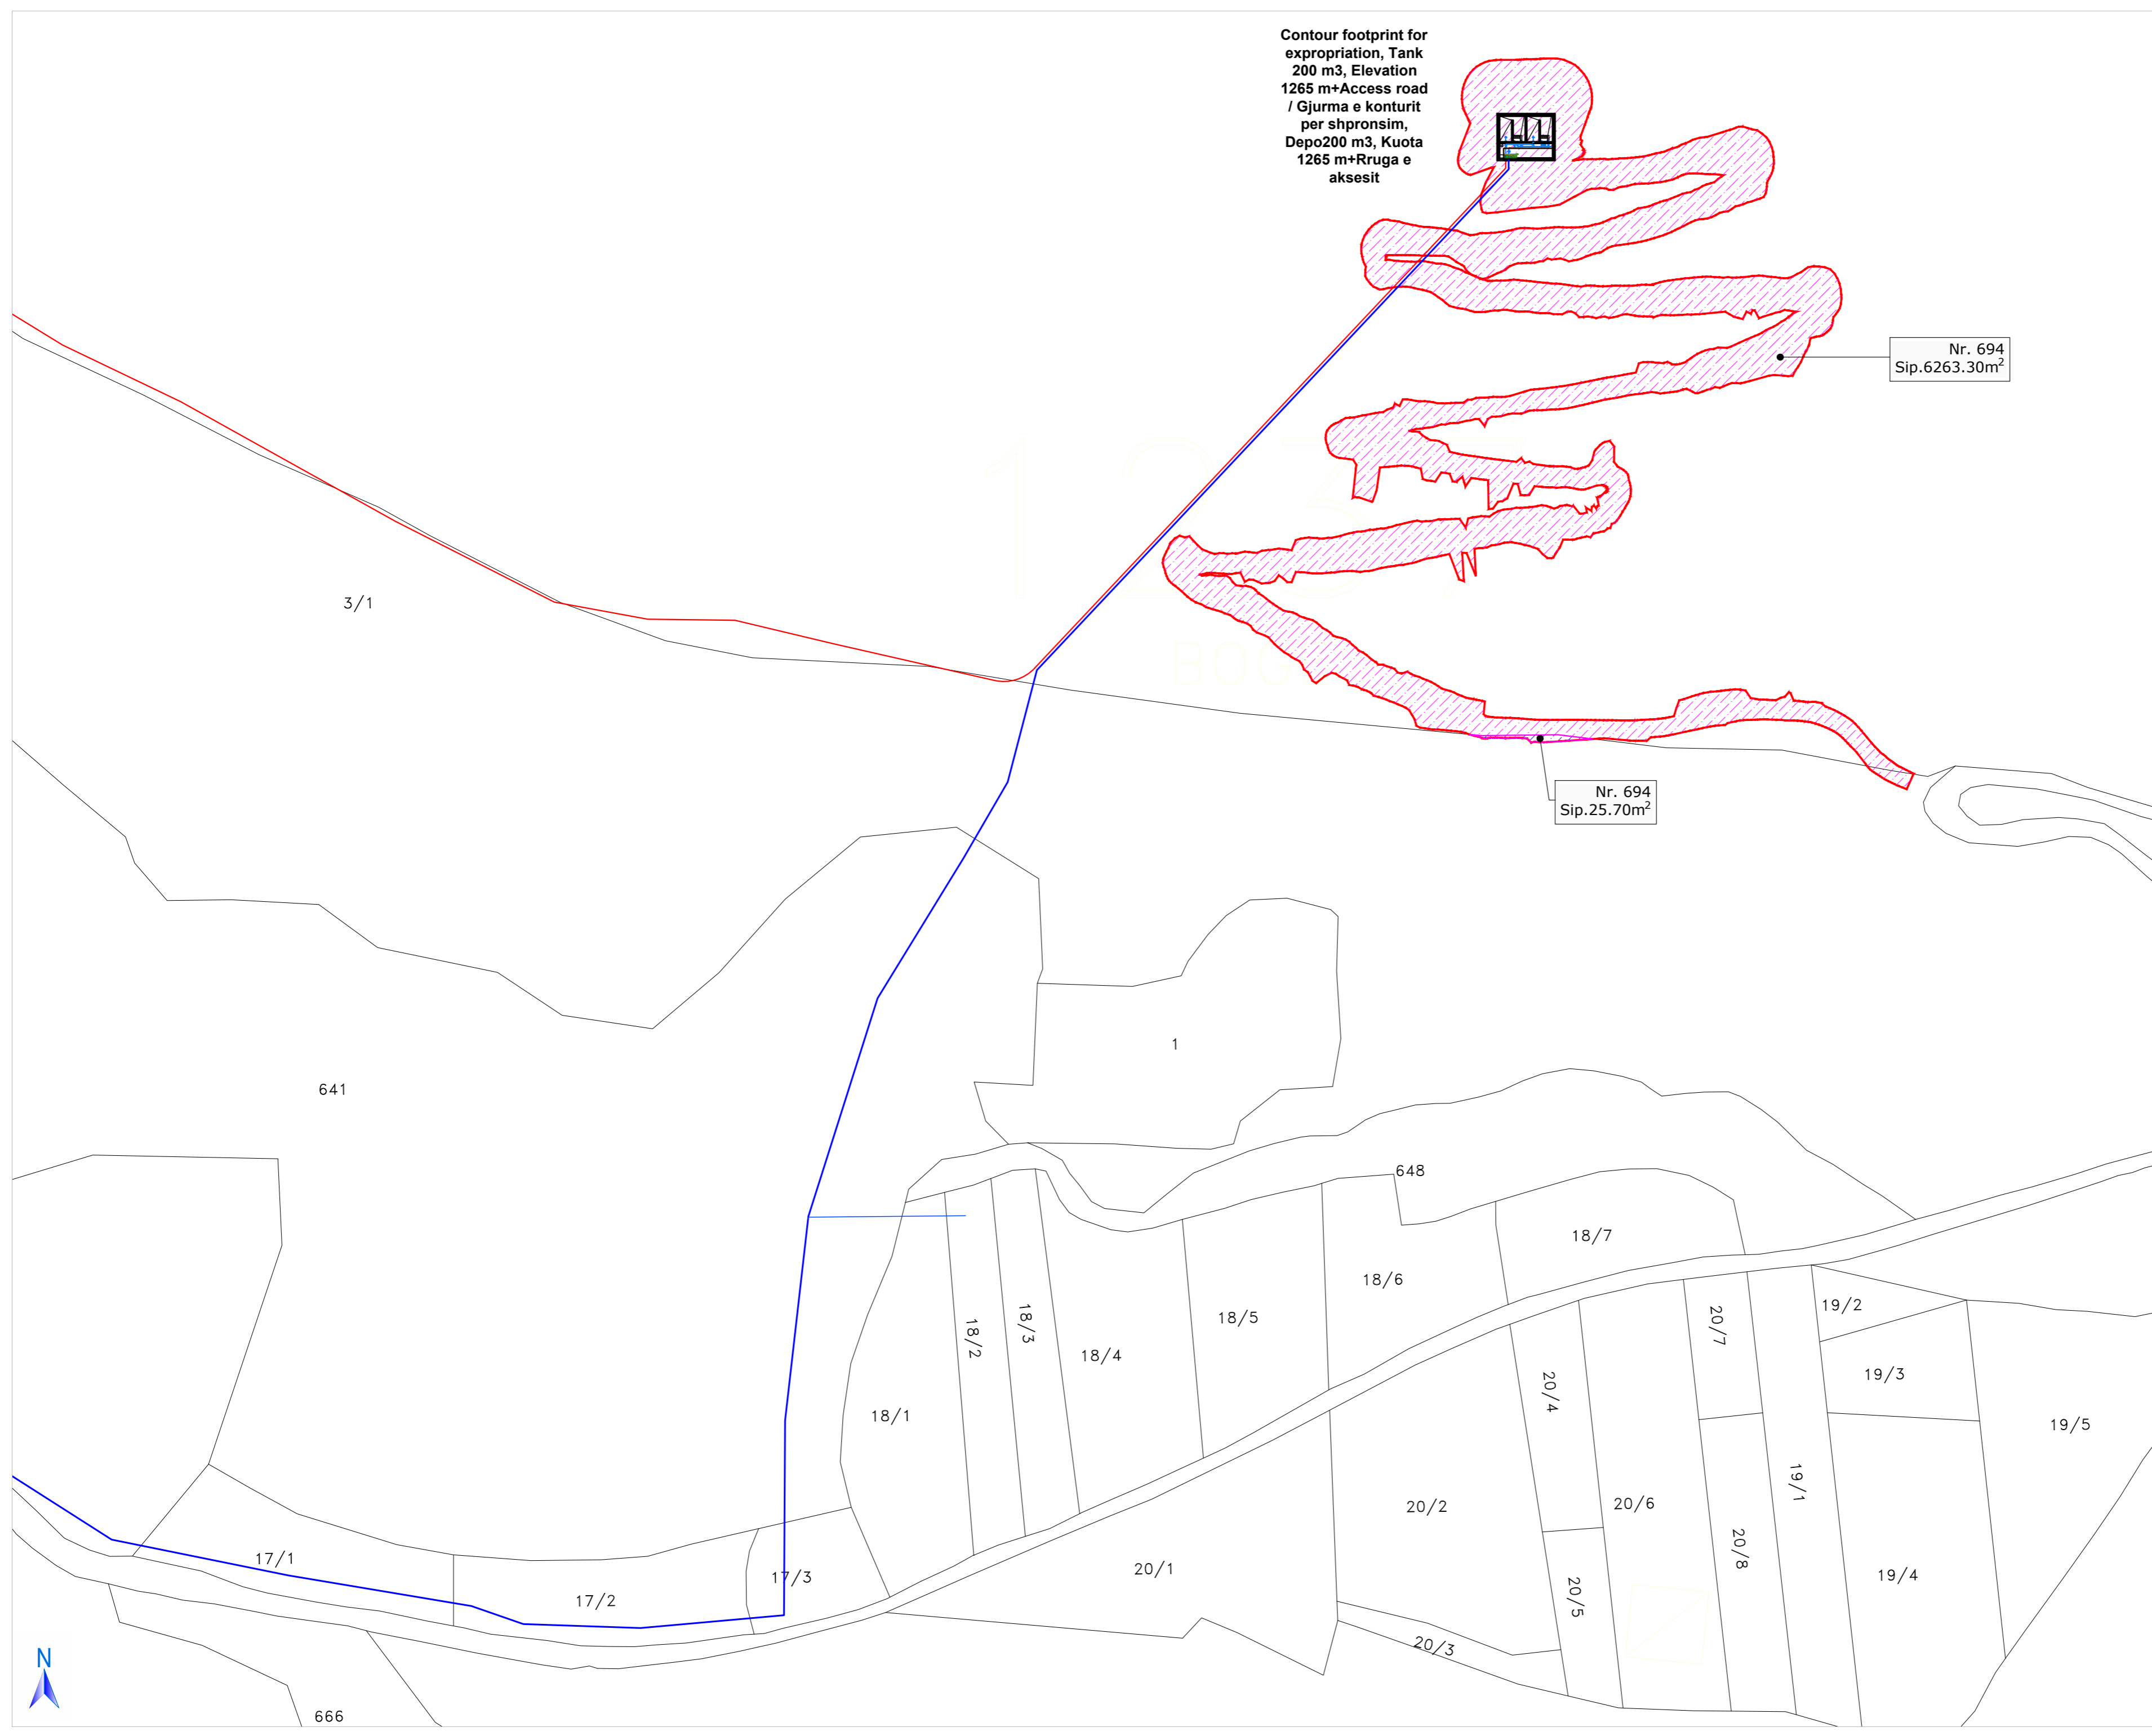 Contour footprint for
expropriation, Tank
200 m3, Elevation
1265 m+Access road
/ Gjurma e konturit
per shpronsim,
Depo200 m3, Kuota
1265 m+Rruga e
aksesit
Nr. 694
Sip.6263.30m²
3/1
Nr. 694
Sip.25.70m²
1
641
648
18/7
18/6
19/2
18/5
18/2
18/3
20/7
18/4
19/3
20/4
18/1
19/5
19/1
20/2
20/6
20/8
17/1
20/1
17/3
19/4
17/2
20/5
20/3
N
666